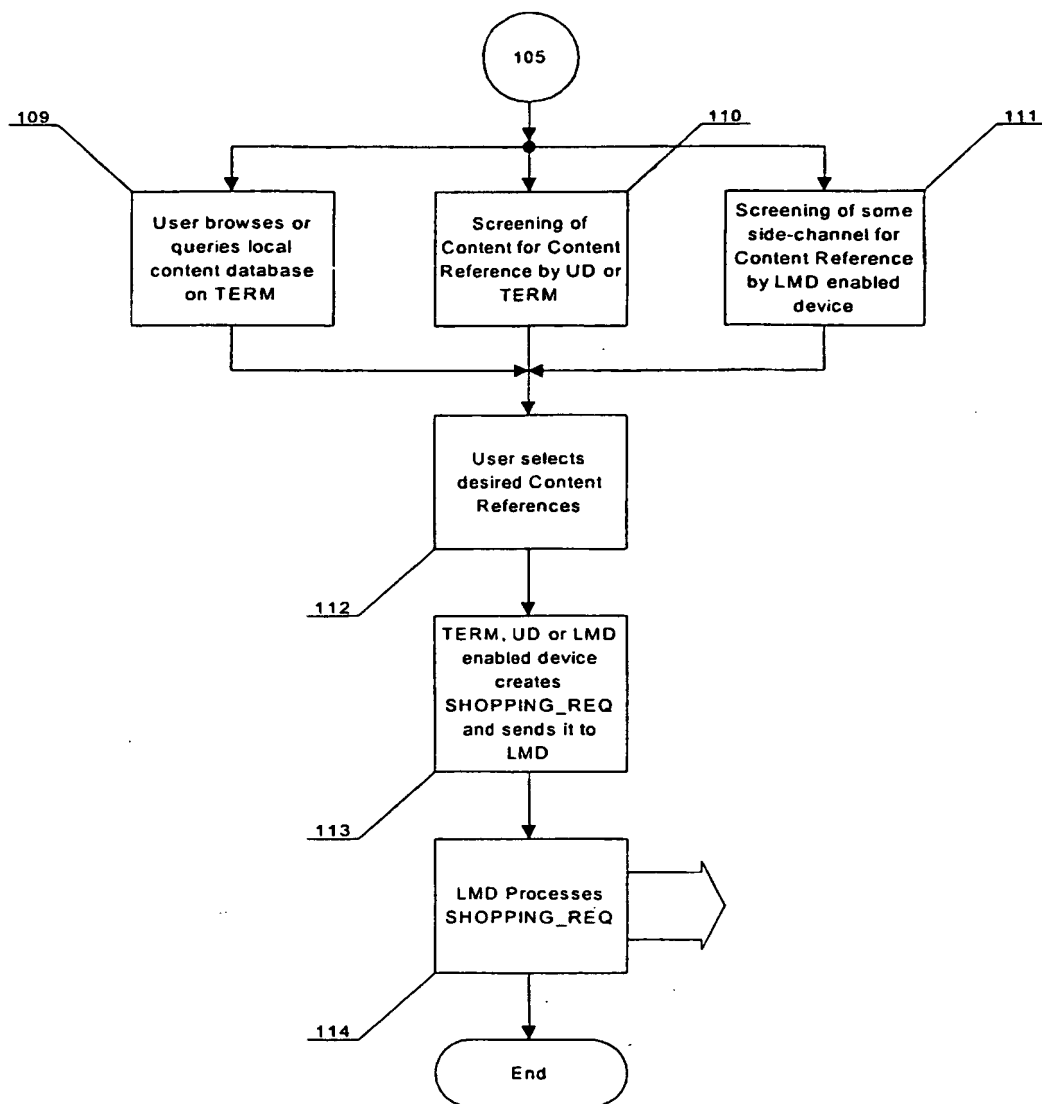 105
109
110
111
User browses or
queries local
content database
on TERM
Screening of
Content for Content
Reference by UD or
TERM
Screening of some
side-channel for
Content Reference
by LMD enabled
device
User selects
desired Content
References
112
TERM, UD or LMD
enabled device
creates
SHOPPING_REQ
and sends it to
LMD
113
LMD Processes
SHOPPING_REQ
114
End